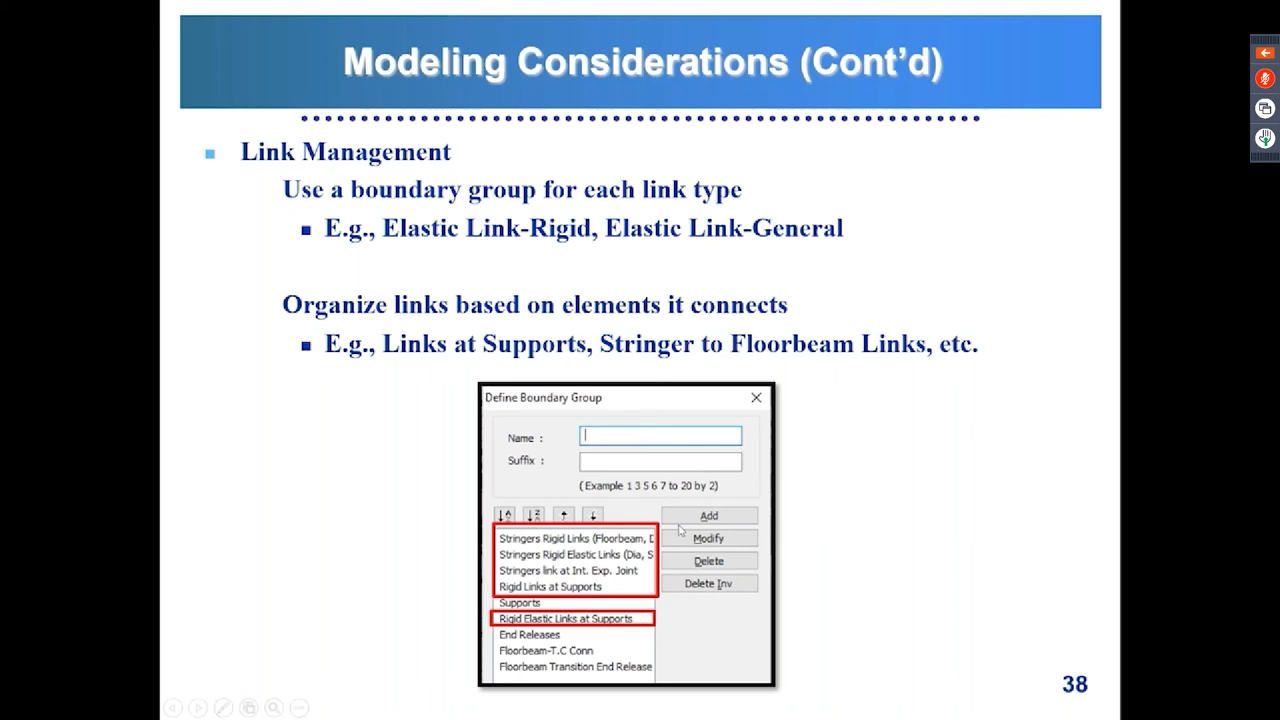 Modeling Considerations (Cont’d)
Link Management
Use a boundary group for each link type
E.g., Elastic Link-Rigid, Elastic Link-General
Organize links based on elements it connects
E.g., Links at Supports, Stringer to Floorbeam Links, etc.
Define Boundary Group
Name :
Suffix :
( Example 1 3 5 6 7 to 20 by 2)
Add
Modify
Delete
Delete Inv
Stringers Rigid Links (Floorbeam, D
Stringers Rigid Elastic Links (Dia, S
Stringers link at Int. Exp. Joint
Rigid Links at Supports
Supports
Rigid Elastic Links at Supports
End Releases
Floorbeam-T.C Conn
Floorbeam Transition End Release
38